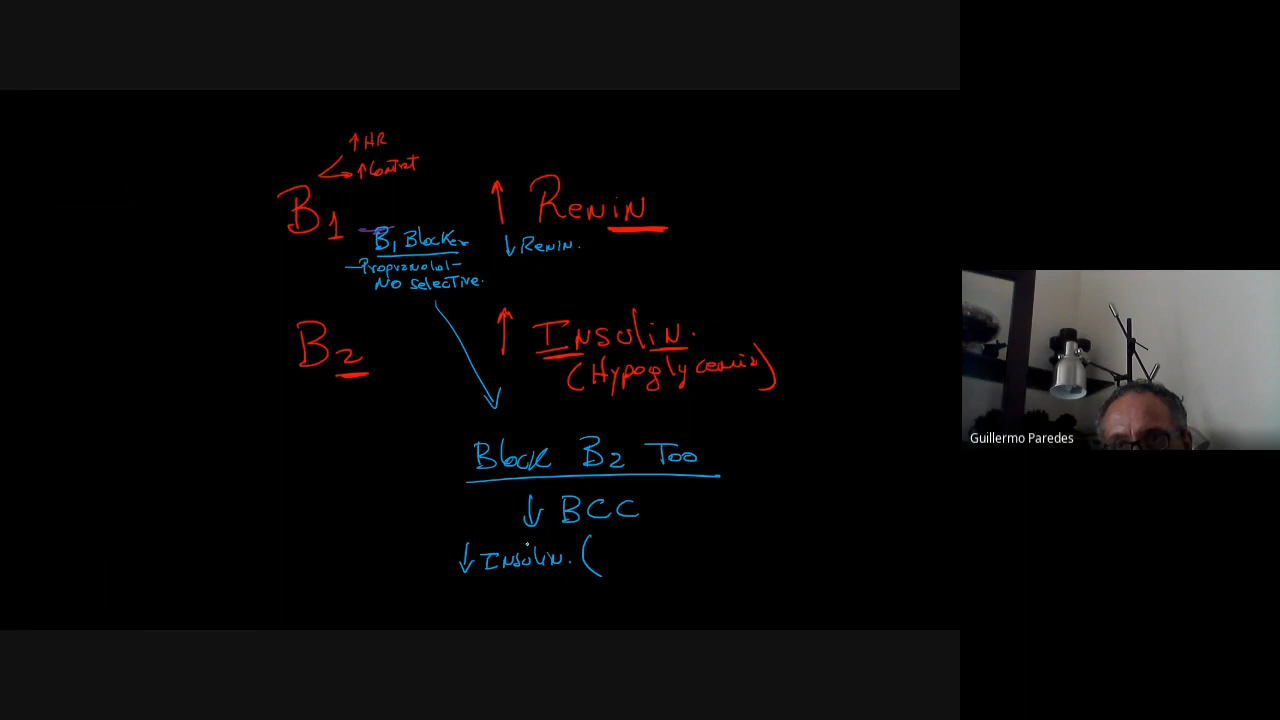 ↑ HR
↑ Contrat
B1
↑ Renin
B1 Blocker
↓ Renin.
—Propranolol—
No selective.
B2
↑ Insulin.
(Hypoglycemia)
Block B2 Too
↓ BCC
↓ Insulin. (
Guillermo Paredes